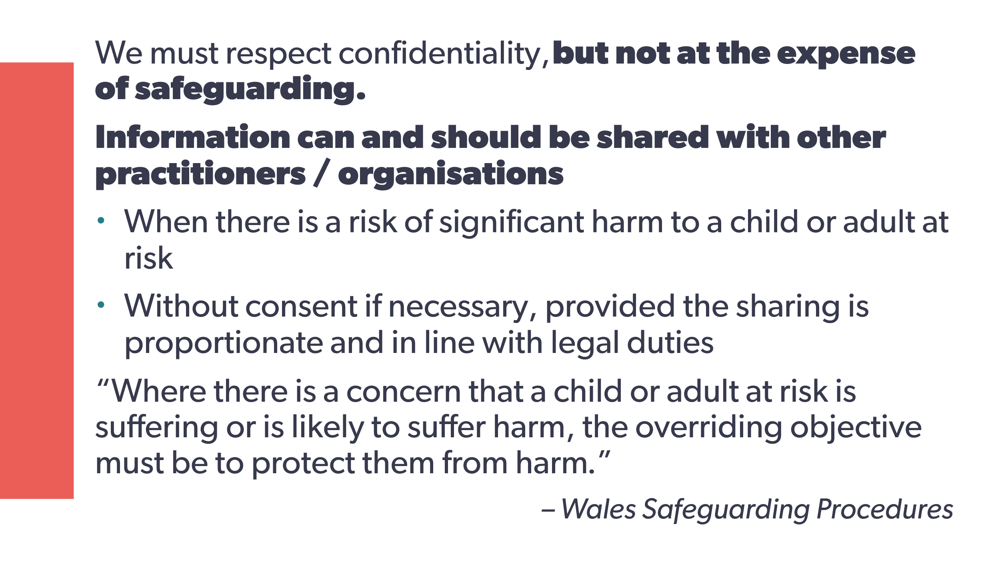 We must respect confidentiality, but not at the expense
of safeguarding.
Information can and should be shared with other
practitioners / organisations
• When there is a risk of significant harm to a child or adult at
risk
• Without consent if necessary, provided the sharing is
proportionate and in line with legal duties
“Where there is a concern that a child or adult at risk is
suffering or is likely to suffer harm, the overriding objective
must be to protect them from harm.”
– Wales Safeguarding Procedures